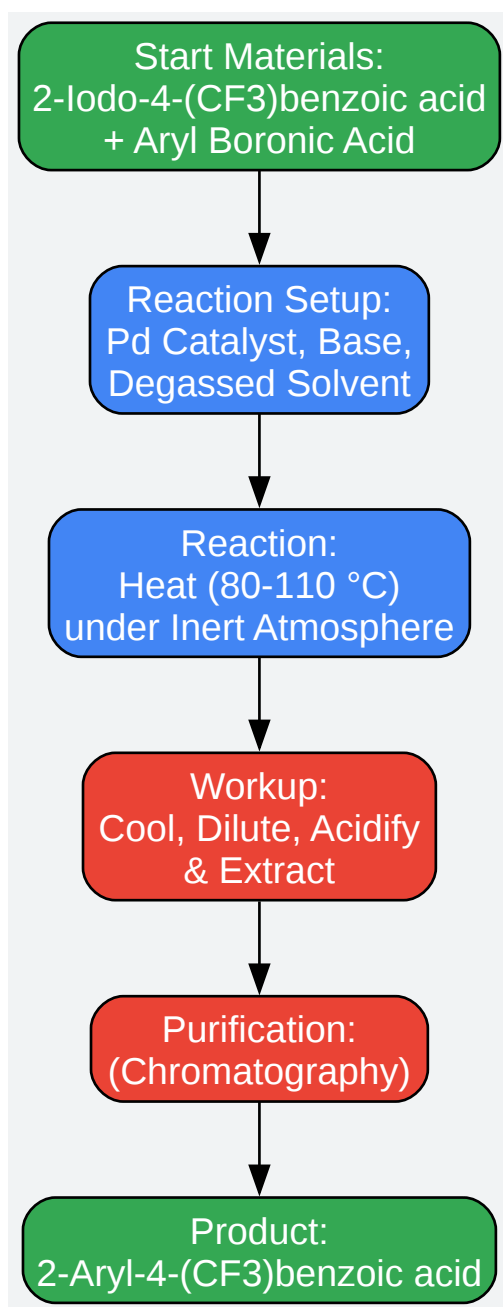 Start Materials:
2-Iodo-4-(CF3)benzoic acid
+ Aryl Boronic Acid
Reaction Setup:
Pd Catalyst, Base,
Degassed Solvent
Reaction:
Heat (80-110 °C)
under Inert Atmosphere
Workup:
Cool, Dilute, Acidify
& Extract
Purification:
(Chromatography)
Product:
2-Aryl-4-(CF3)benzoic acid